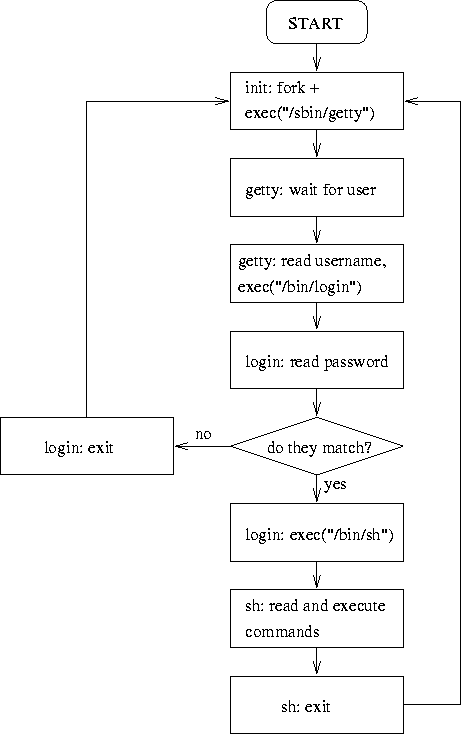 START
init: fork +
exec("/sbin/getty")
getty: wait for user
getty: read username,
exec("/bin/login")
login: read password
do they match?
no
login: exit
yes
login: exec("/bin/sh")
sh: read and execute
commands
sh: exit